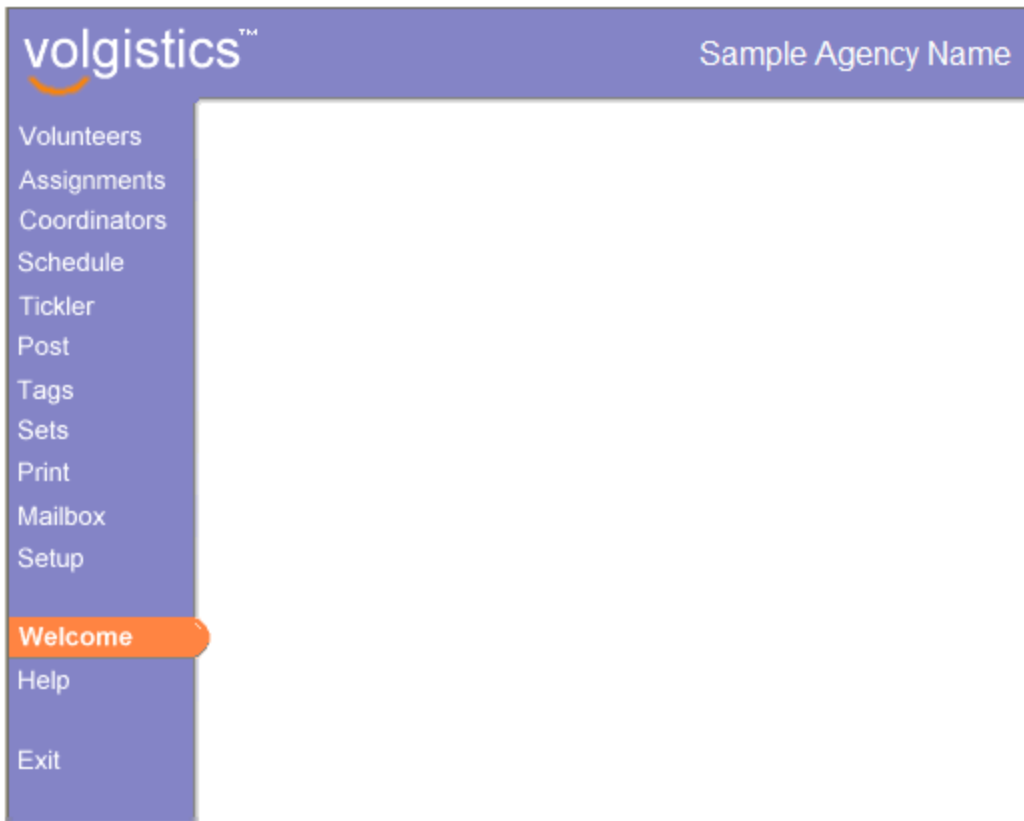 volgistics™
Sample Agency Name
Volunteers
Assignments
Coordinators
Schedule
Tickler
Post
Tags
Sets
Print
Mailbox
Setup
Welcome
Help
Exit